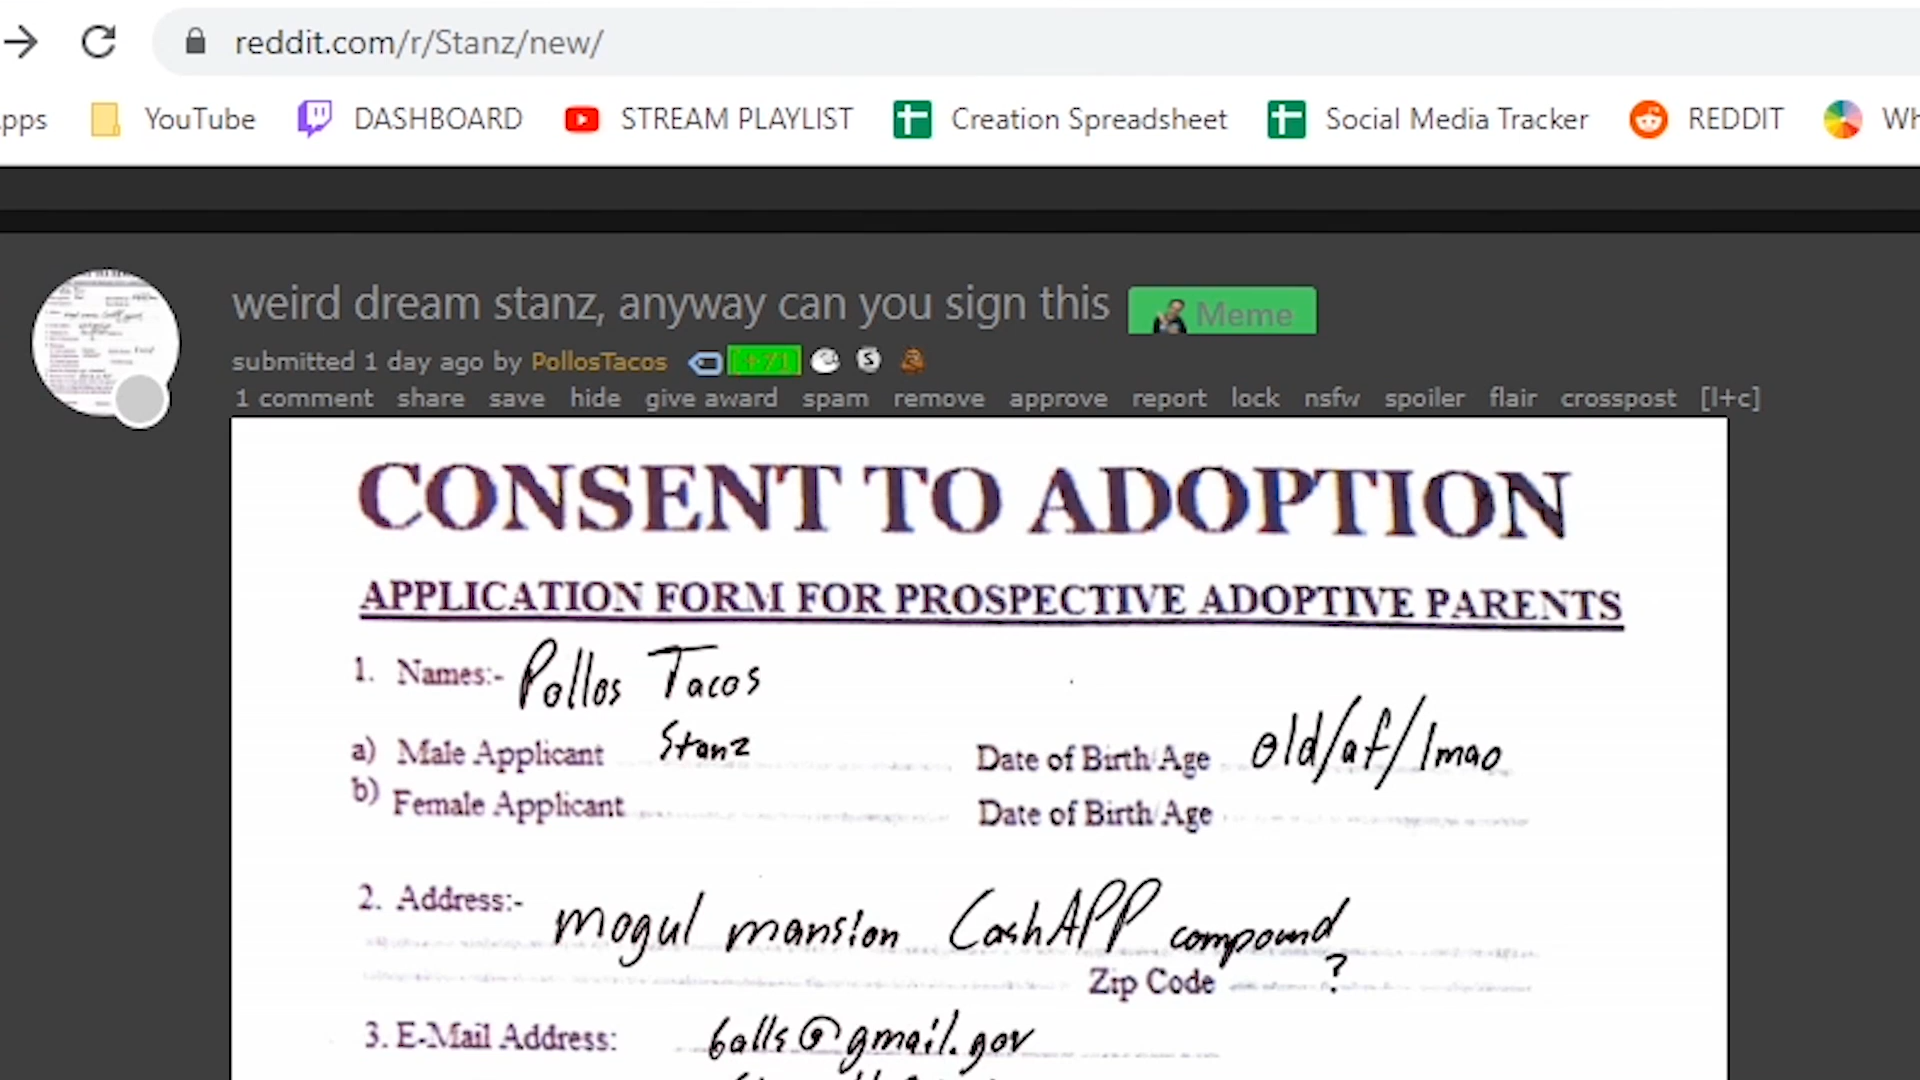 reddit.com/r/Stanz/new/
pps YouTube DASHBOARD STREAM PLAYLIST Creation Spreadsheet Social Media Tracker REDDIT Wh
weird dream stanz, anyway can you sign this Meme
submitted 1 day ago by PollosTacos [+71] S
1 comment share save hide give award spam remove approve report lock nsfw spoiler flair crosspost [l+c]
CONSENT TO ADOPTION
APPLICATION FORM FOR PROSPECTIVE ADOPTIVE PARENTS
1. Names:- Pollos Tacos
a) Male Applicant Stanz Date of Birth/Age old/af/lmao
b) Female Applicant Date of Birth/Age
2. Address:- mogul mansion CashAPP compound
Zip Code ?
3. E-Mail Address: balls@gmail.gov